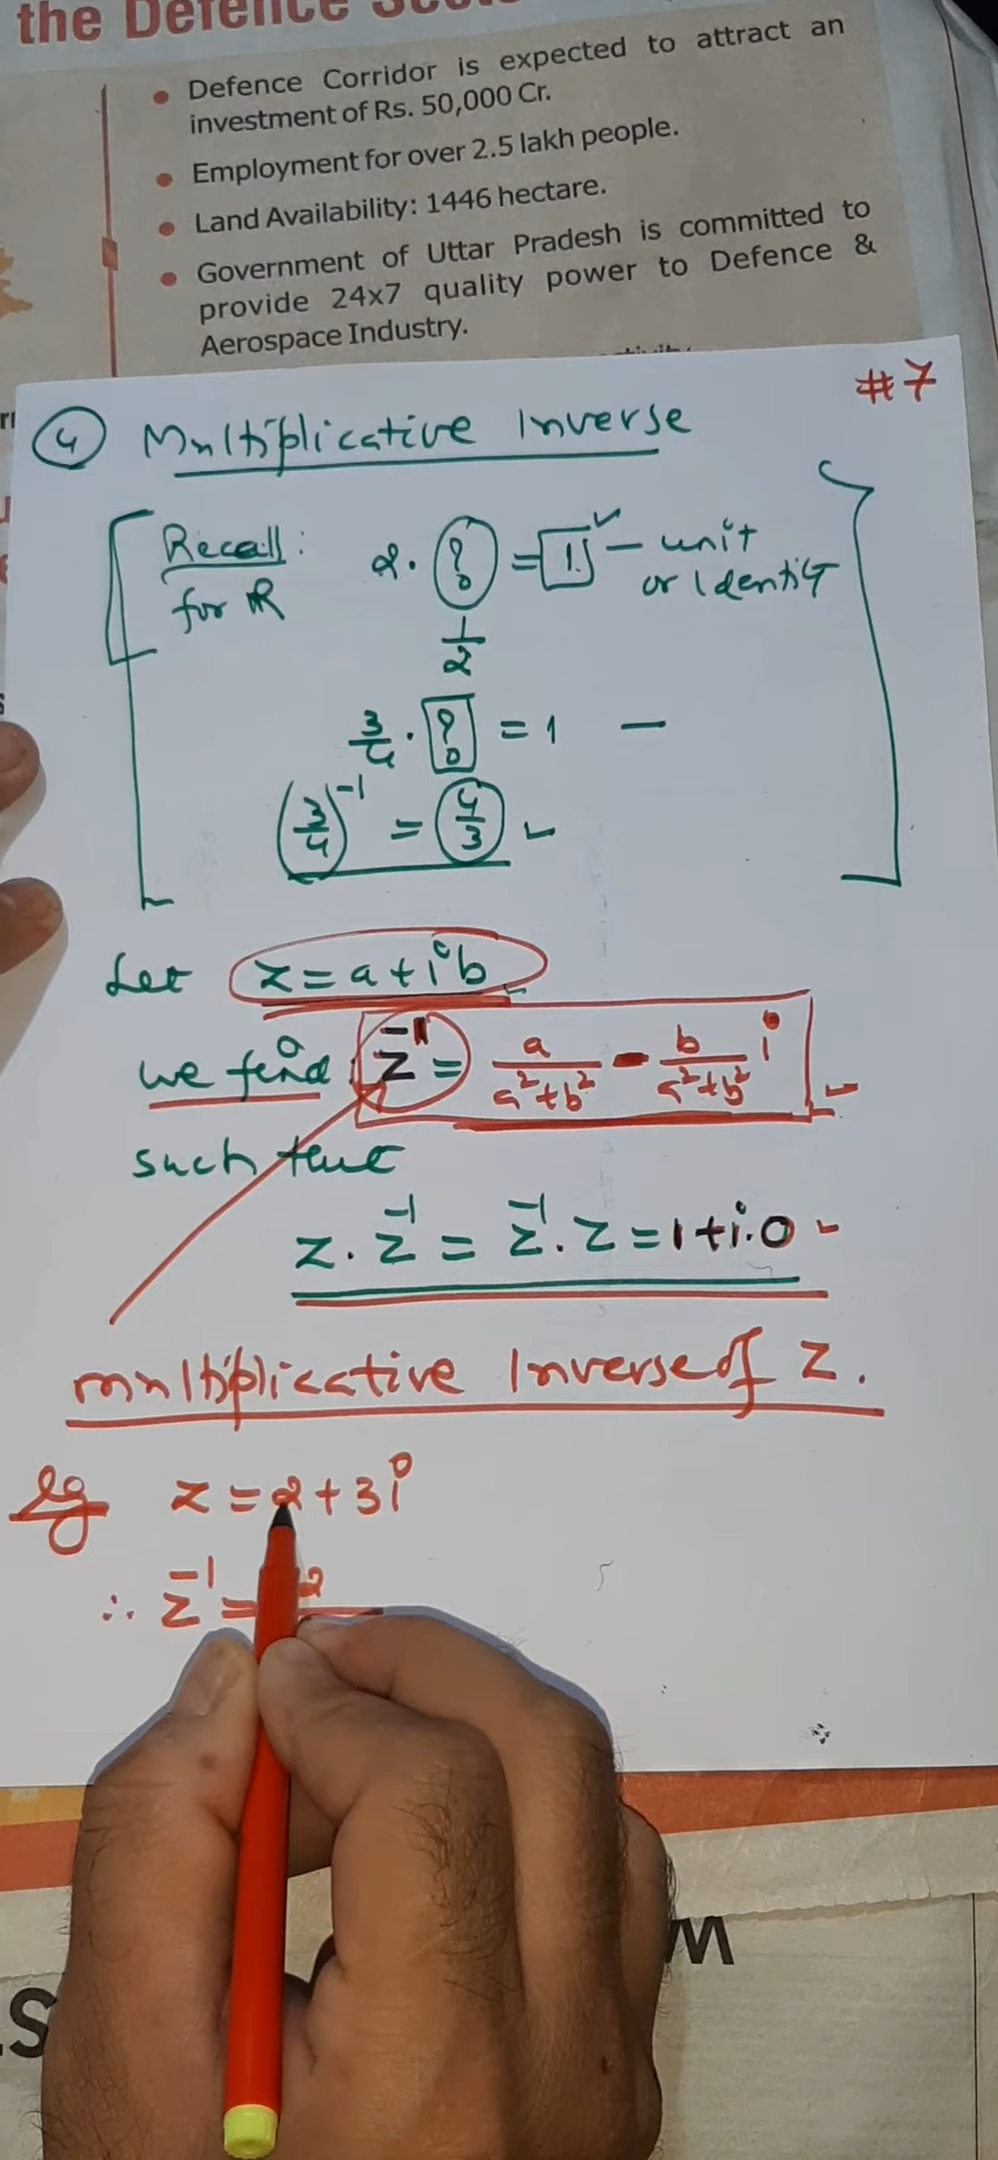 the Defence
• Defence Corridor is expected to attract an
investment of Rs. 50,000 Cr.
• Employment for over 2.5 lakh people.
• Land Availability: 1446 hectare.
• Government of Uttar Pradesh is committed to
provide 24x7 quality power to Defence &
Aerospace Industry.
#7
4 Multiplicative Inverse
Recall: 2 · ? = 1 — unit
for ℝ or Identity
1/2
3/4 · ? = 1 —
(3/4)⁻¹ = 4/3
Let z = a + ib
we find z⁻¹ = a/(a²+b²) - b/(a²+b²) i
such that
z · z⁻¹ = z⁻¹ · z = 1 + i·0
multiplicative Inverse of z.
eg z = 2 + 3i
∴ z⁻¹ = 2